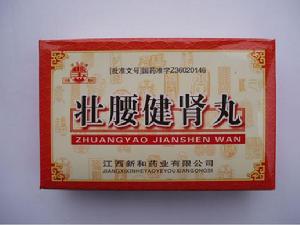 [批准文号]国药准字Z36020146
壮腰健肾丸
ZHUANGYAO JIANSHEN WAN
江西新和药业有限公司
JIANGXIXINHEYAOYEYOUXIANGONGSI